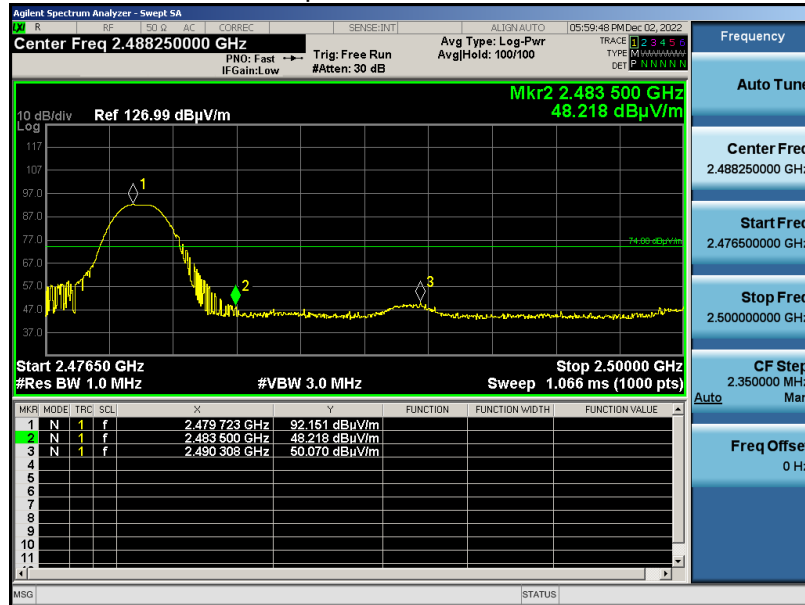 Agilent Spectrum Analyzer - Swept SA
LXI R RF 50 Ω AC CORREC SENSE:INT ALIGN AUTO 05:59:48 PM Dec 02, 2022
Center Freq 2.488250000 GHz
PNO: Fast
IFGain:Low
Trig: Free Run
#Atten: 30 dB
Avg Type: Log-Pwr
Avg|Hold: 100/100
TRACE 1 2 3 4 5 6
TYPE MWWWWW
DET P N N N N N
Mkr2 2.483 500 GHz
48.218 dBµV/m
10 dB/div Ref 126.99 dBµV/m
Log
117
107
97.0
87.0
77.0
67.0
57.0
47.0
37.0
1
2
3
74.00 dBµV/m
Start 2.47650 GHz Stop 2.50000 GHz
#Res BW 1.0 MHz #VBW 3.0 MHz Sweep 1.066 ms (1000 pts)
MKR MODE TRC SCL X Y FUNCTION FUNCTION WIDTH FUNCTION VALUE
1 N 1 f 2.479 723 GHz 92.151 dBµV/m
2 N 1 f 2.483 500 GHz 48.218 dBµV/m
3 N 1 f 2.490 308 GHz 50.070 dBµV/m
4
5
6
7
8
9
10
11
MSG STATUS
Frequency
Auto Tune
Center Freq
2.488250000 GHz
Start Freq
2.476500000 GHz
Stop Freq
2.500000000 GHz
CF Step
2.350000 MHz
Auto Man
Freq Offset
0 Hz